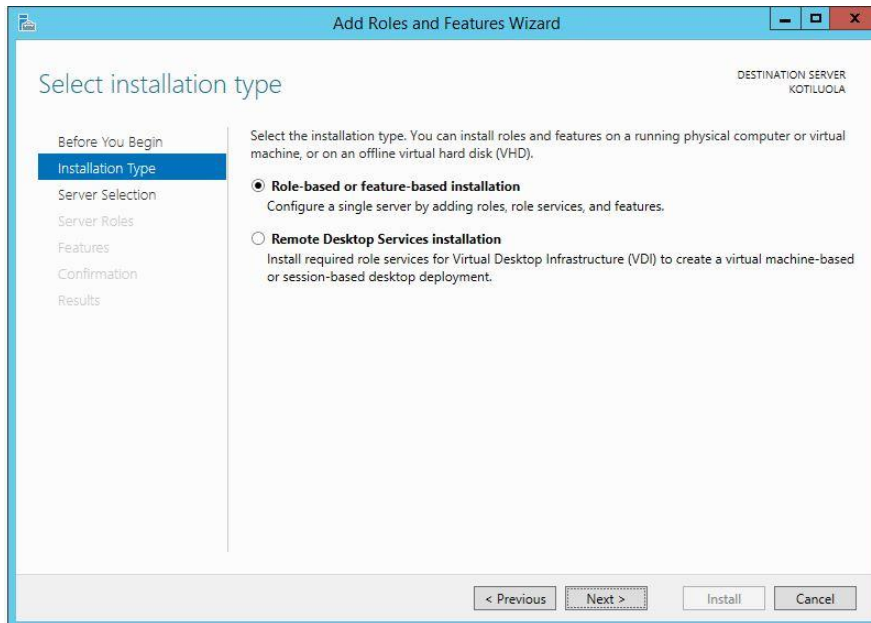 Add Roles and Features Wizard
Select installation type
DESTINATION SERVER
KOTILUOLA
Before You Begin
Installation Type
Server Selection
Server Roles
Features
Confirmation
Results
Select the installation type. You can install roles and features on a running physical computer or virtual
machine, or on an offline virtual hard disk (VHD).
Role-based or feature-based installation
Configure a single server by adding roles, role services, and features.
Remote Desktop Services installation
Install required role services for Virtual Desktop Infrastructure (VDI) to create a virtual machine-based
or session-based desktop deployment.
< Previous
Next >
Install
Cancel